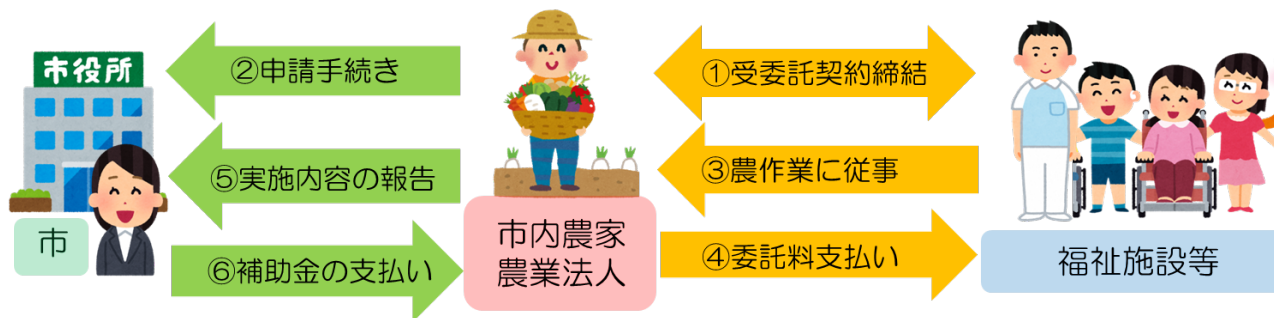 市役所
②申請手続き
①受委託契約締結
⑤実施内容の報告
③農作業に従事
市
市内農家
農業法人
⑥補助金の支払い
④委託料支払い
福祉施設等